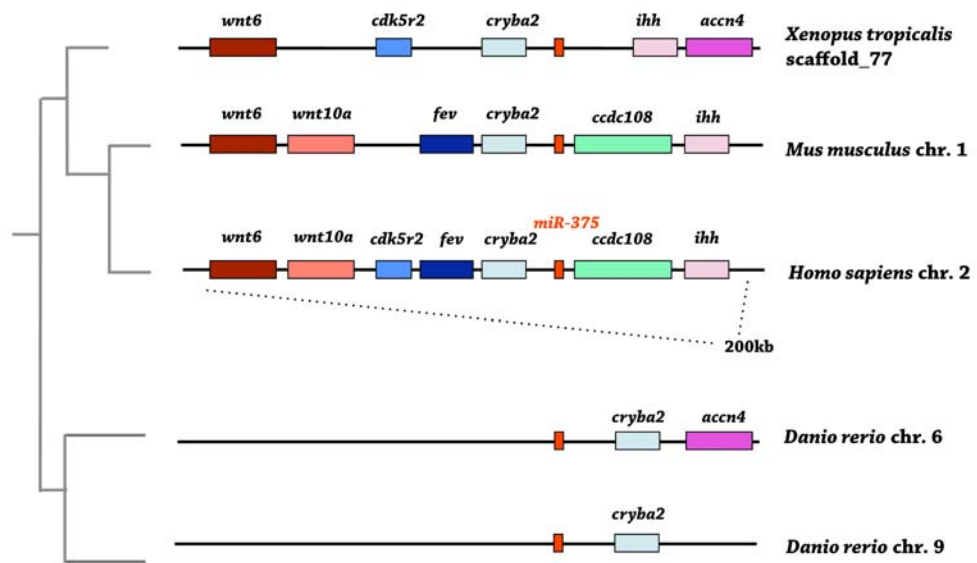 wnt6 cdk5r2 cryba2 ihh accn4
Xenopus tropicalis
scaffold_77
wnt6 wnt10a fev cryba2 ccdc108 ihh
Mus musculus chr. 1
miR-375
wnt6 wnt10a cdk5r2 fev cryba2 ccdc108 ihh
Homo sapiens chr. 2
200kb
cryba2 accn4
Danio rerio chr. 6
cryba2
Danio rerio chr. 9